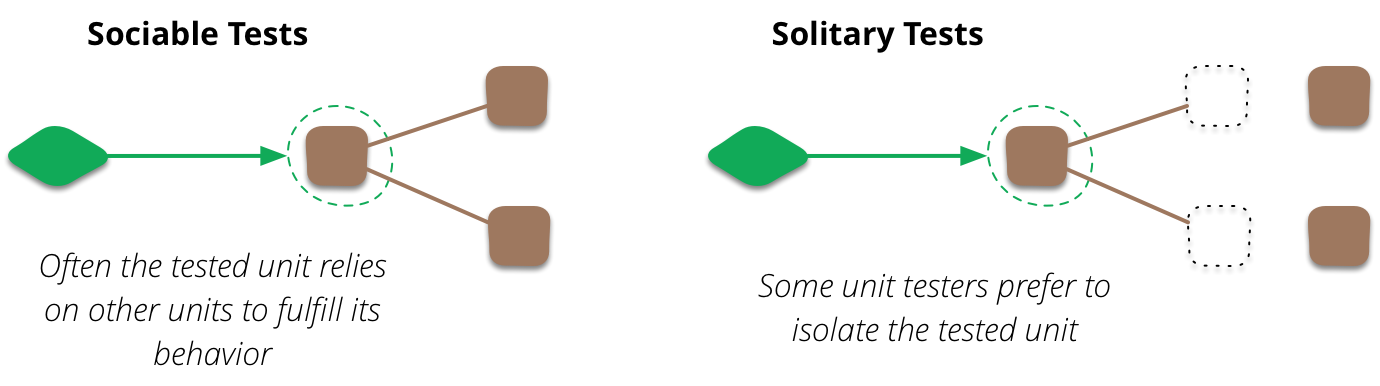 Sociable Tests
Often the tested unit relies
on other units to fulfill its
behavior
Solitary Tests
Some unit testers prefer to
isolate the tested unit